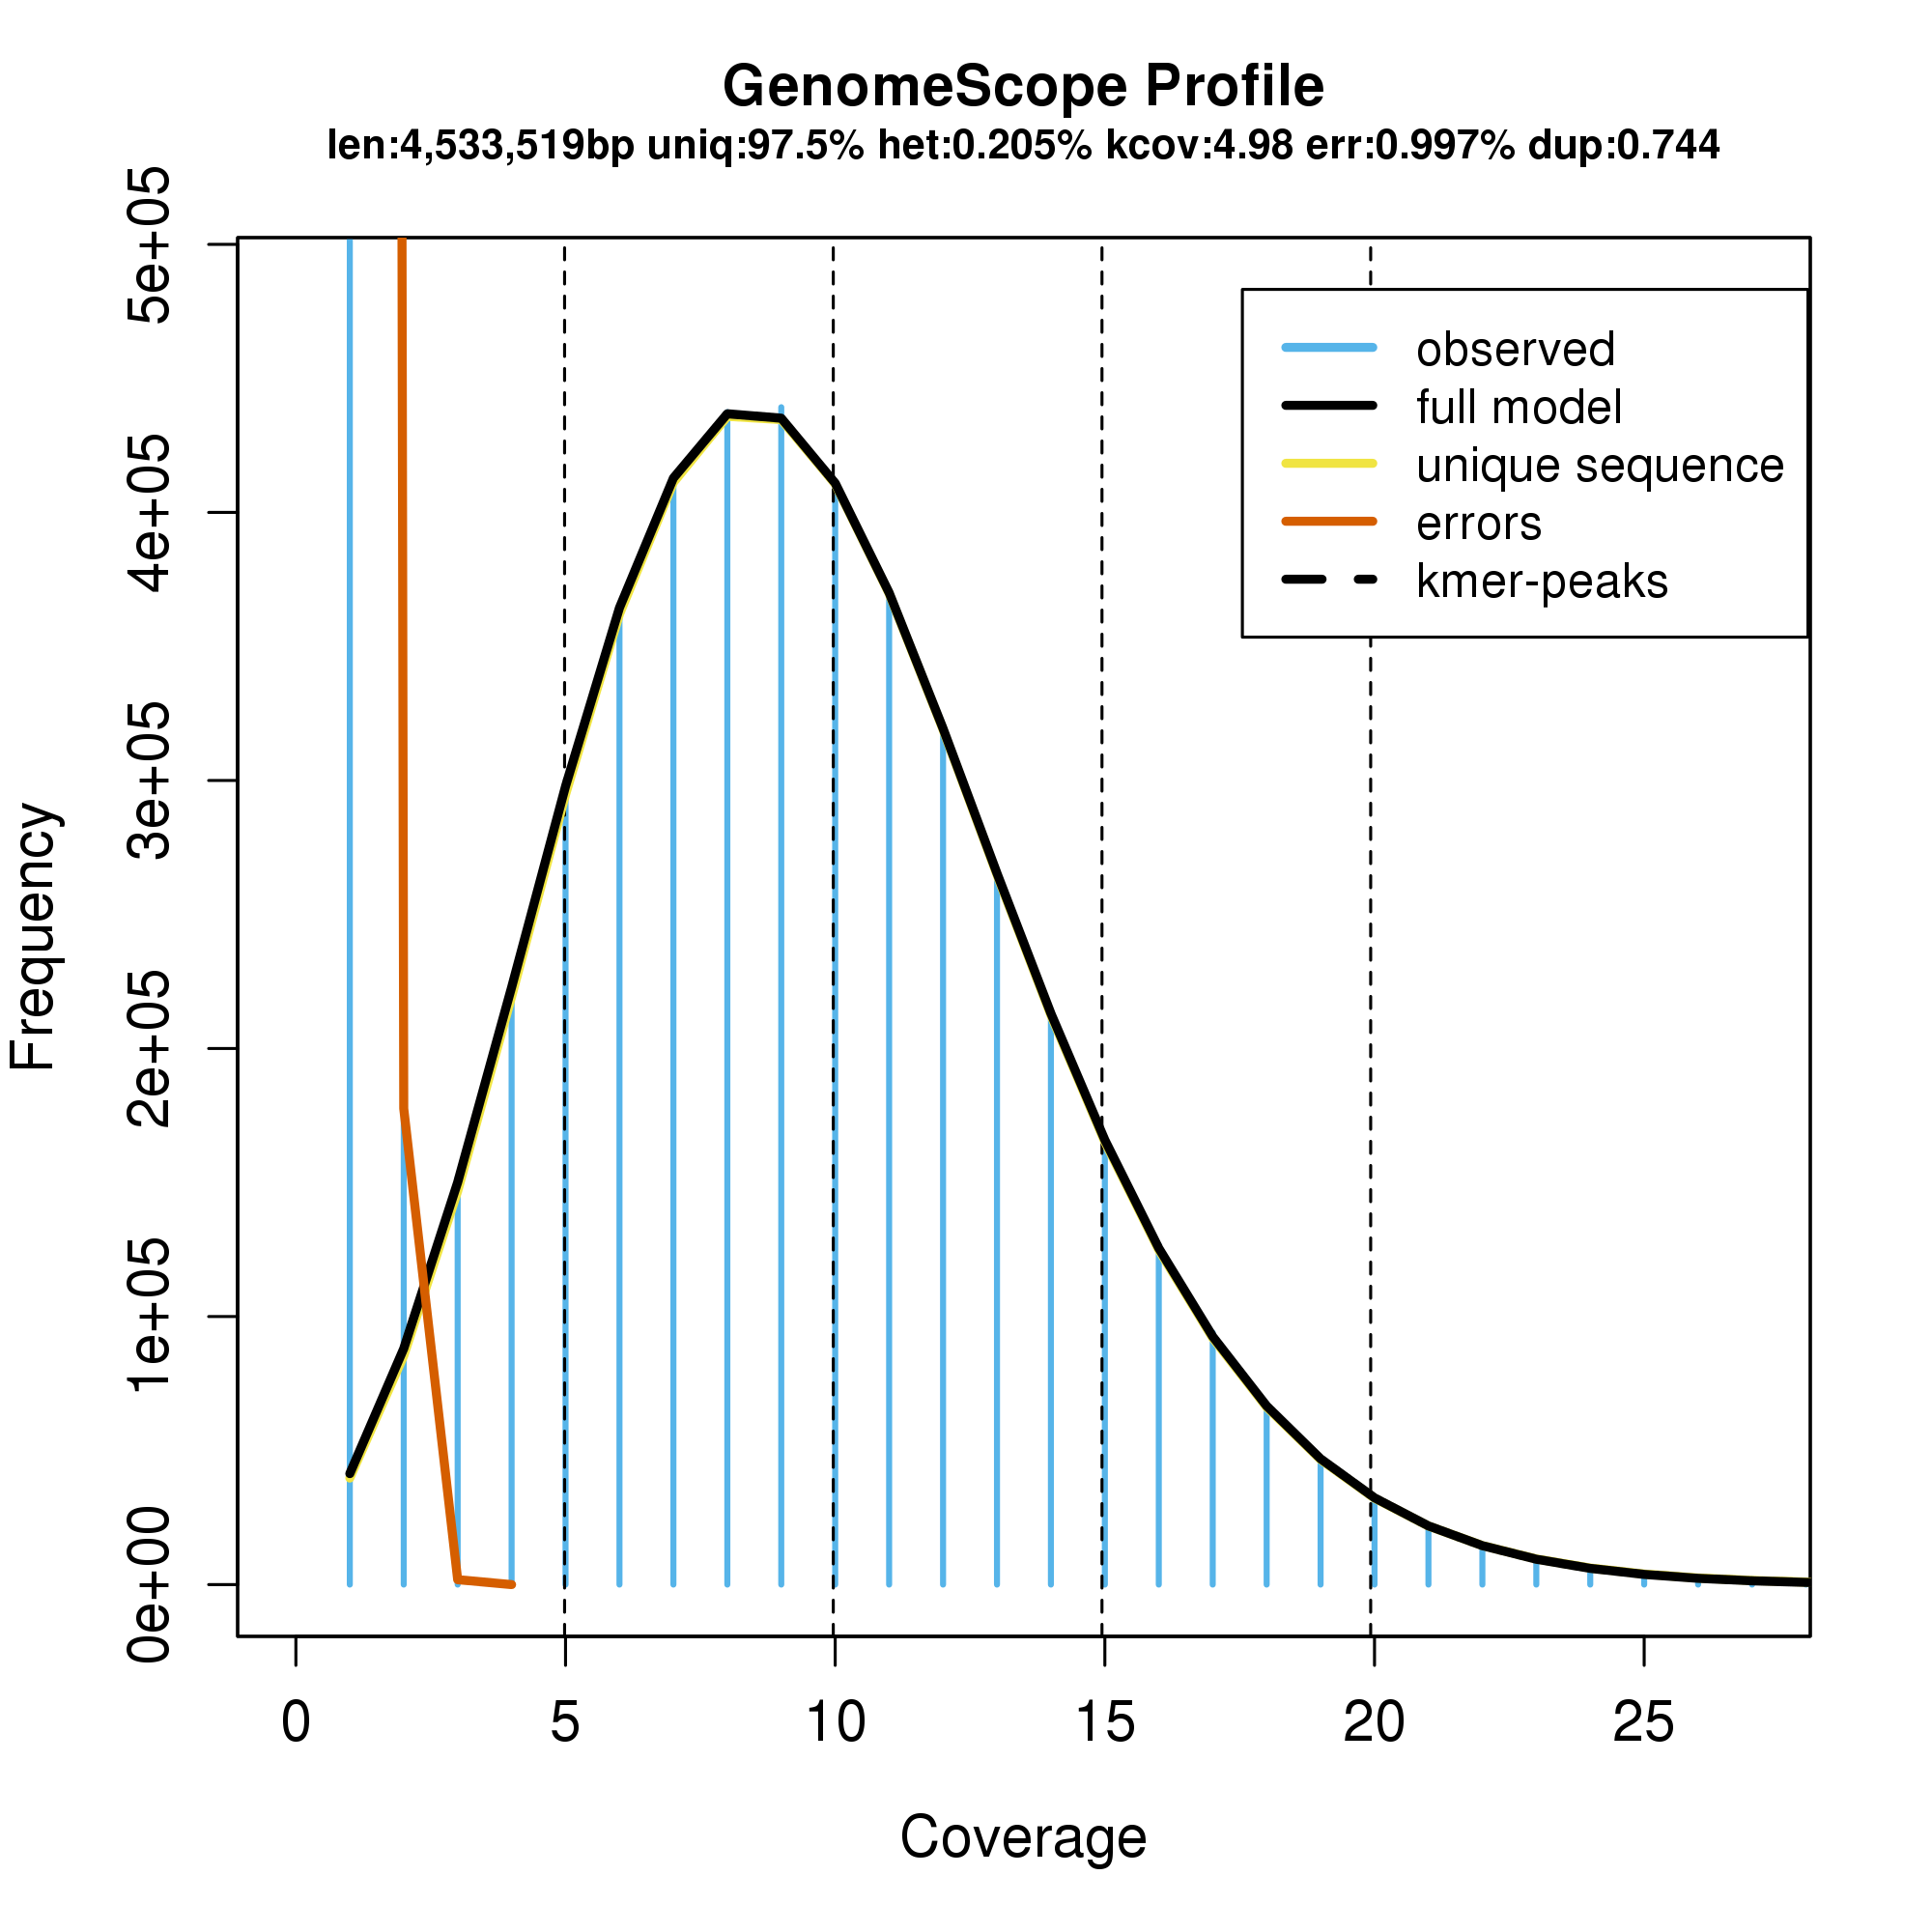 GenomeScope Profile
len:4,533,519bp uniq:97.5% het:0.205% kcov:4.98 err:0.997% dup:0.744
5e+05
4e+05
3e+05
2e+05
1e+05
0e+00
Frequency
observed
full model
unique sequence
errors
kmer-peaks
0 5 10 15 20 25
Coverage